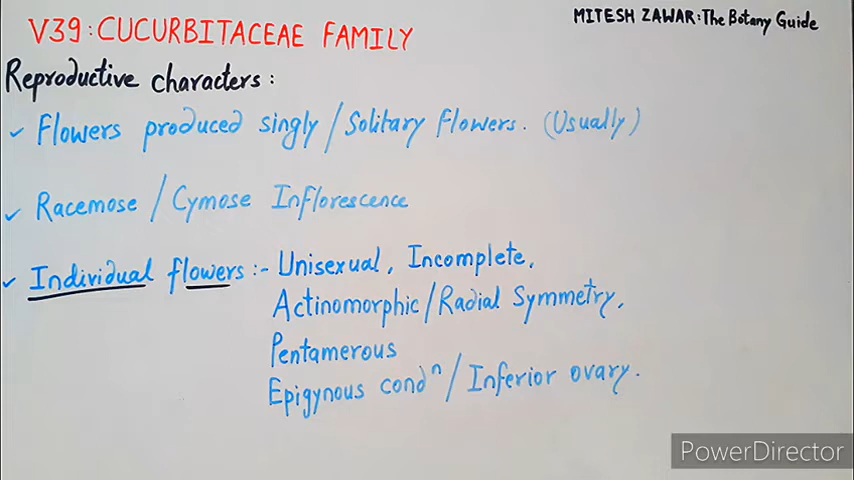 V39: CUCURBITACEAE FAMILY
MITESH ZAWAR: The Botany Guide
Reproductive characters:
✓ Flowers produced singly / Solitary flowers. (Usually)
✓ Racemose / Cymose Inflorescence
✓ Individual flowers :- Unisexual, Incomplete,
Actinomorphic / Radial Symmetry,
Pentamerous
Epigynous condⁿ / Inferior ovary.
PowerDirector